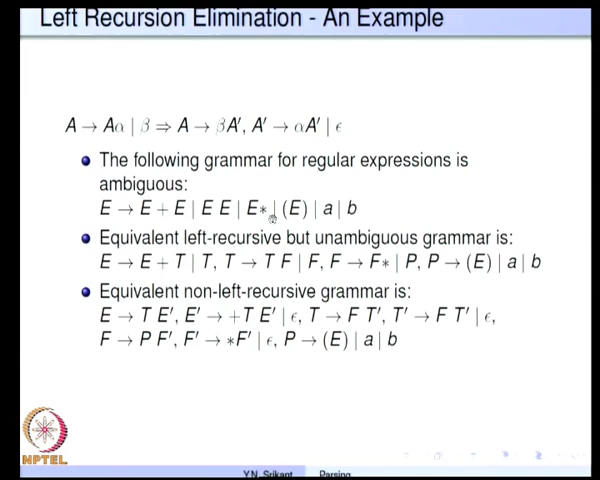 Left Recursion Elimination - An Example
A → Aα | β ⇒ A → βA′, A′ → αA′ | ϵ
The following grammar for regular expressions is
ambiguous:
E → E + E | E E | E∗ | (E) | a | b
Equivalent left-recursive but unambiguous grammar is:
E → E + T | T, T → T F | F, F → F∗ | P, P → (E) | a | b
Equivalent non-left-recursive grammar is:
E → T E′, E′ → +T E′ | ϵ, T → F T′, T′ → F T′ | ϵ,
F → P F′, F′ → ∗F′ | ϵ, P → (E) | a | b
NPTEL
Y.N. Srikant Parsing